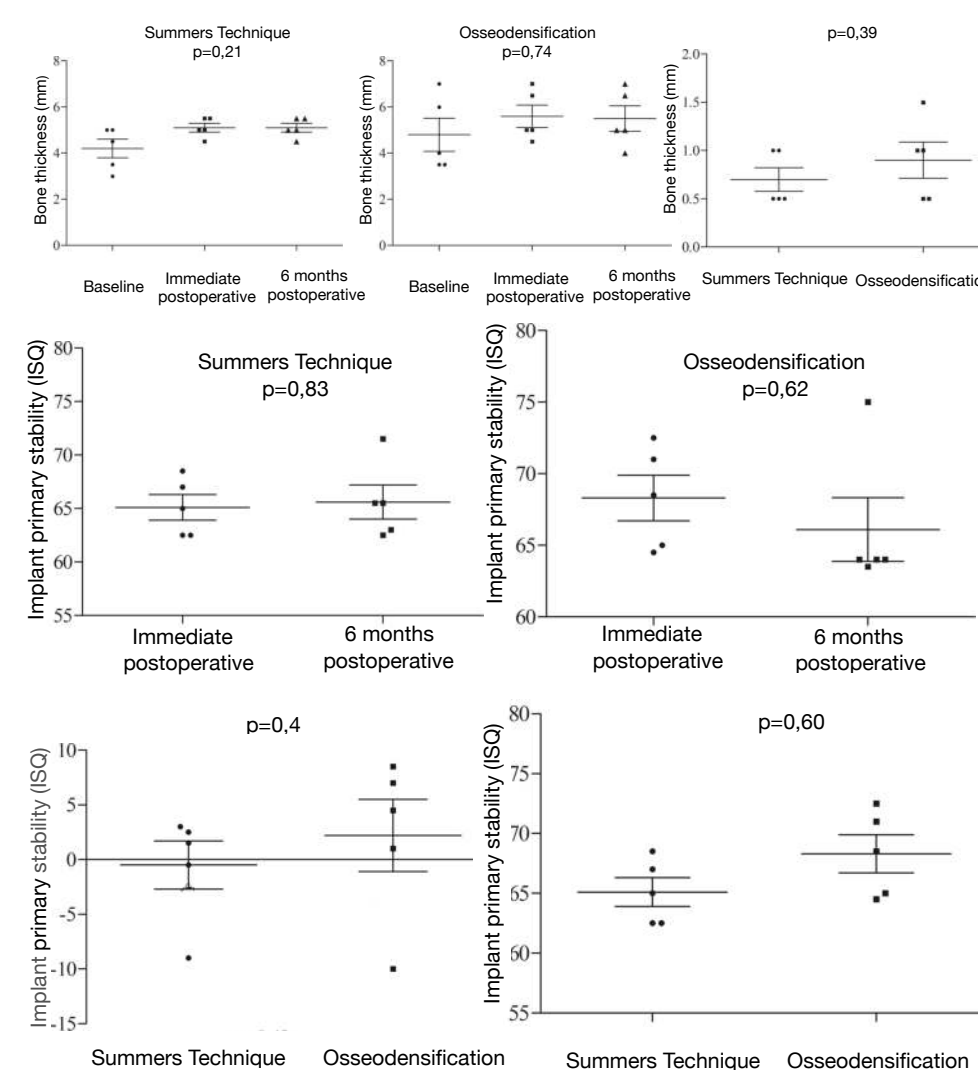 Summers Technique
p=0,21
Bone thickness (mm)
8
6
4
2
0
Baseline
Immediate
postoperative
6 months
postoperative
Osseodensification
p=0,74
Bone thickness (mm)
8
6
4
2
0
Baseline
Immediate
postoperative
6 months
postoperative
p=0,39
Bone thickness (mm)
2.0
1.5
1.0
0.5
0.0
Summers Technique
Osseodensificatio
Summers Technique
p=0,83
Implant primary stability (ISQ)
80
75
70
65
60
55
Immediate
postoperative
6 months
postoperative
Osseodensification
p=0,62
Implant primary stability (ISQ)
80
75
70
65
60
Immediate
postoperative
6 months
postoperative
p=0,4
Implant primary stability (ISQ)
10
5
0
-5
-10
-15
Summers Technique
Osseodensification
p=0,60
Implant primary stability (ISQ)
80
75
70
65
60
55
Summers Technique
Osseodensification